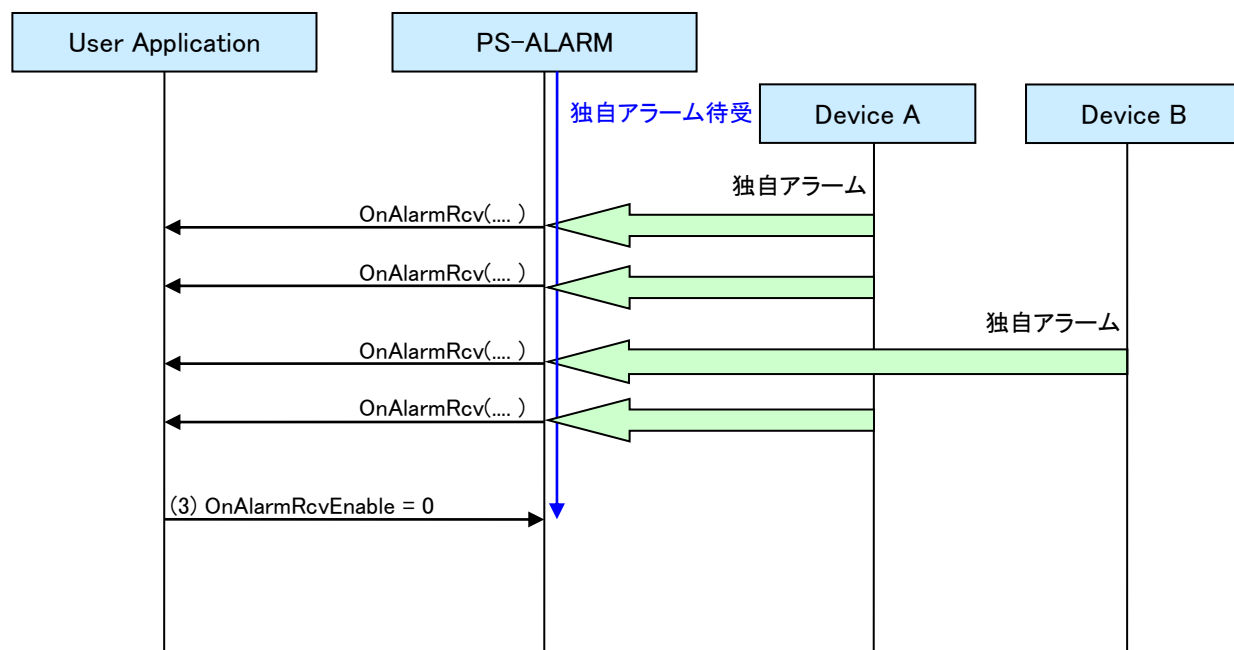 User Application
PS-ALARM
独自アラーム待受
Device A
Device B
独自アラーム
OnAlarmRcv(.... )
OnAlarmRcv(.... )
独自アラーム
OnAlarmRcv(.... )
OnAlarmRcv(.... )
(3) OnAlarmRcvEnable = 0